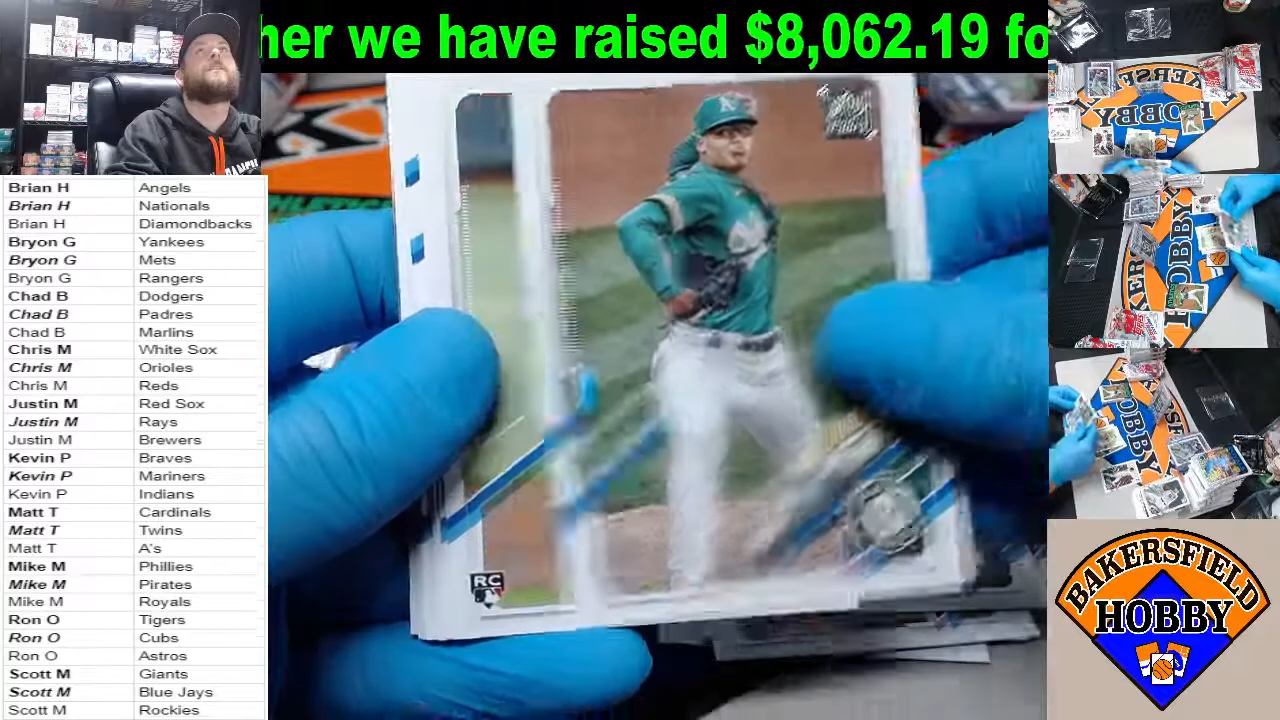 her we have raised $8,062.19 fo
Brian H Angels
Brian H Nationals
Brian H Diamondbacks
Bryon G Yankees
Bryon G Mets
Bryon G Rangers
Chad B Dodgers
Chad B Padres
Chad B Marlins
Chris M White Sox
Chris M Orioles
Chris M Reds
Justin M Red Sox
Justin M Rays
Justin M Brewers
Kevin P Braves
Kevin P Mariners
Kevin P Indians
Matt T Cardinals
Matt T Twins
Matt T A's
Mike M Phillies
Mike M Pirates
Mike M Royals
Ron O Tigers
Ron O Cubs
Ron O Astros
Scott M Giants
Scott M Blue Jays
Scott M Rockies
RC
BAKERSFIELD
HOBBY
HOBBY
HOBBY
HOBBY